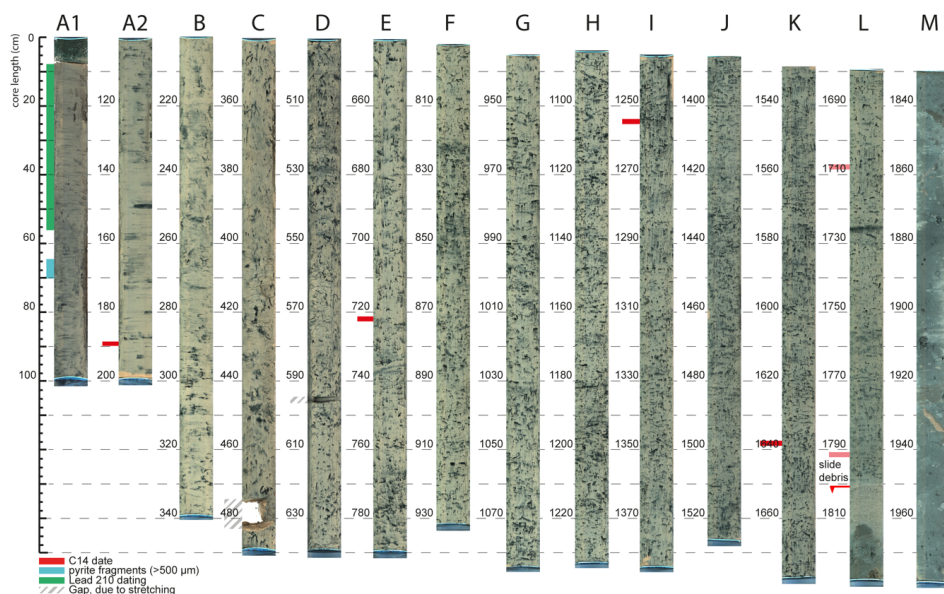 A1 A2 B C D E F G H I J K L M
core length (cm)
0
20 120 220 360 510 660 810 950 1100 1250 1400 1540 1690 1840
40 140 240 380 530 680 830 970 1120 1270 1420 1560 1710 1860
60 160 260 400 550 700 850 990 1140 1290 1440 1580 1730 1880
80 180 280 420 570 720 870 1010 1160 1310 1460 1600 1750 1900
100 200 300 440 590 740 890 1030 1180 1330 1480 1620 1770 1920
320 460 610 760 910 1050 1200 1350 1500 1640 1790 1940
slide
debris
340 480 630 780 930 1070 1220 1370 1520 1660 1810 1960
C14 date
pyrite fragments (>500 µm)
Lead 210 dating
Gap, due to stretching